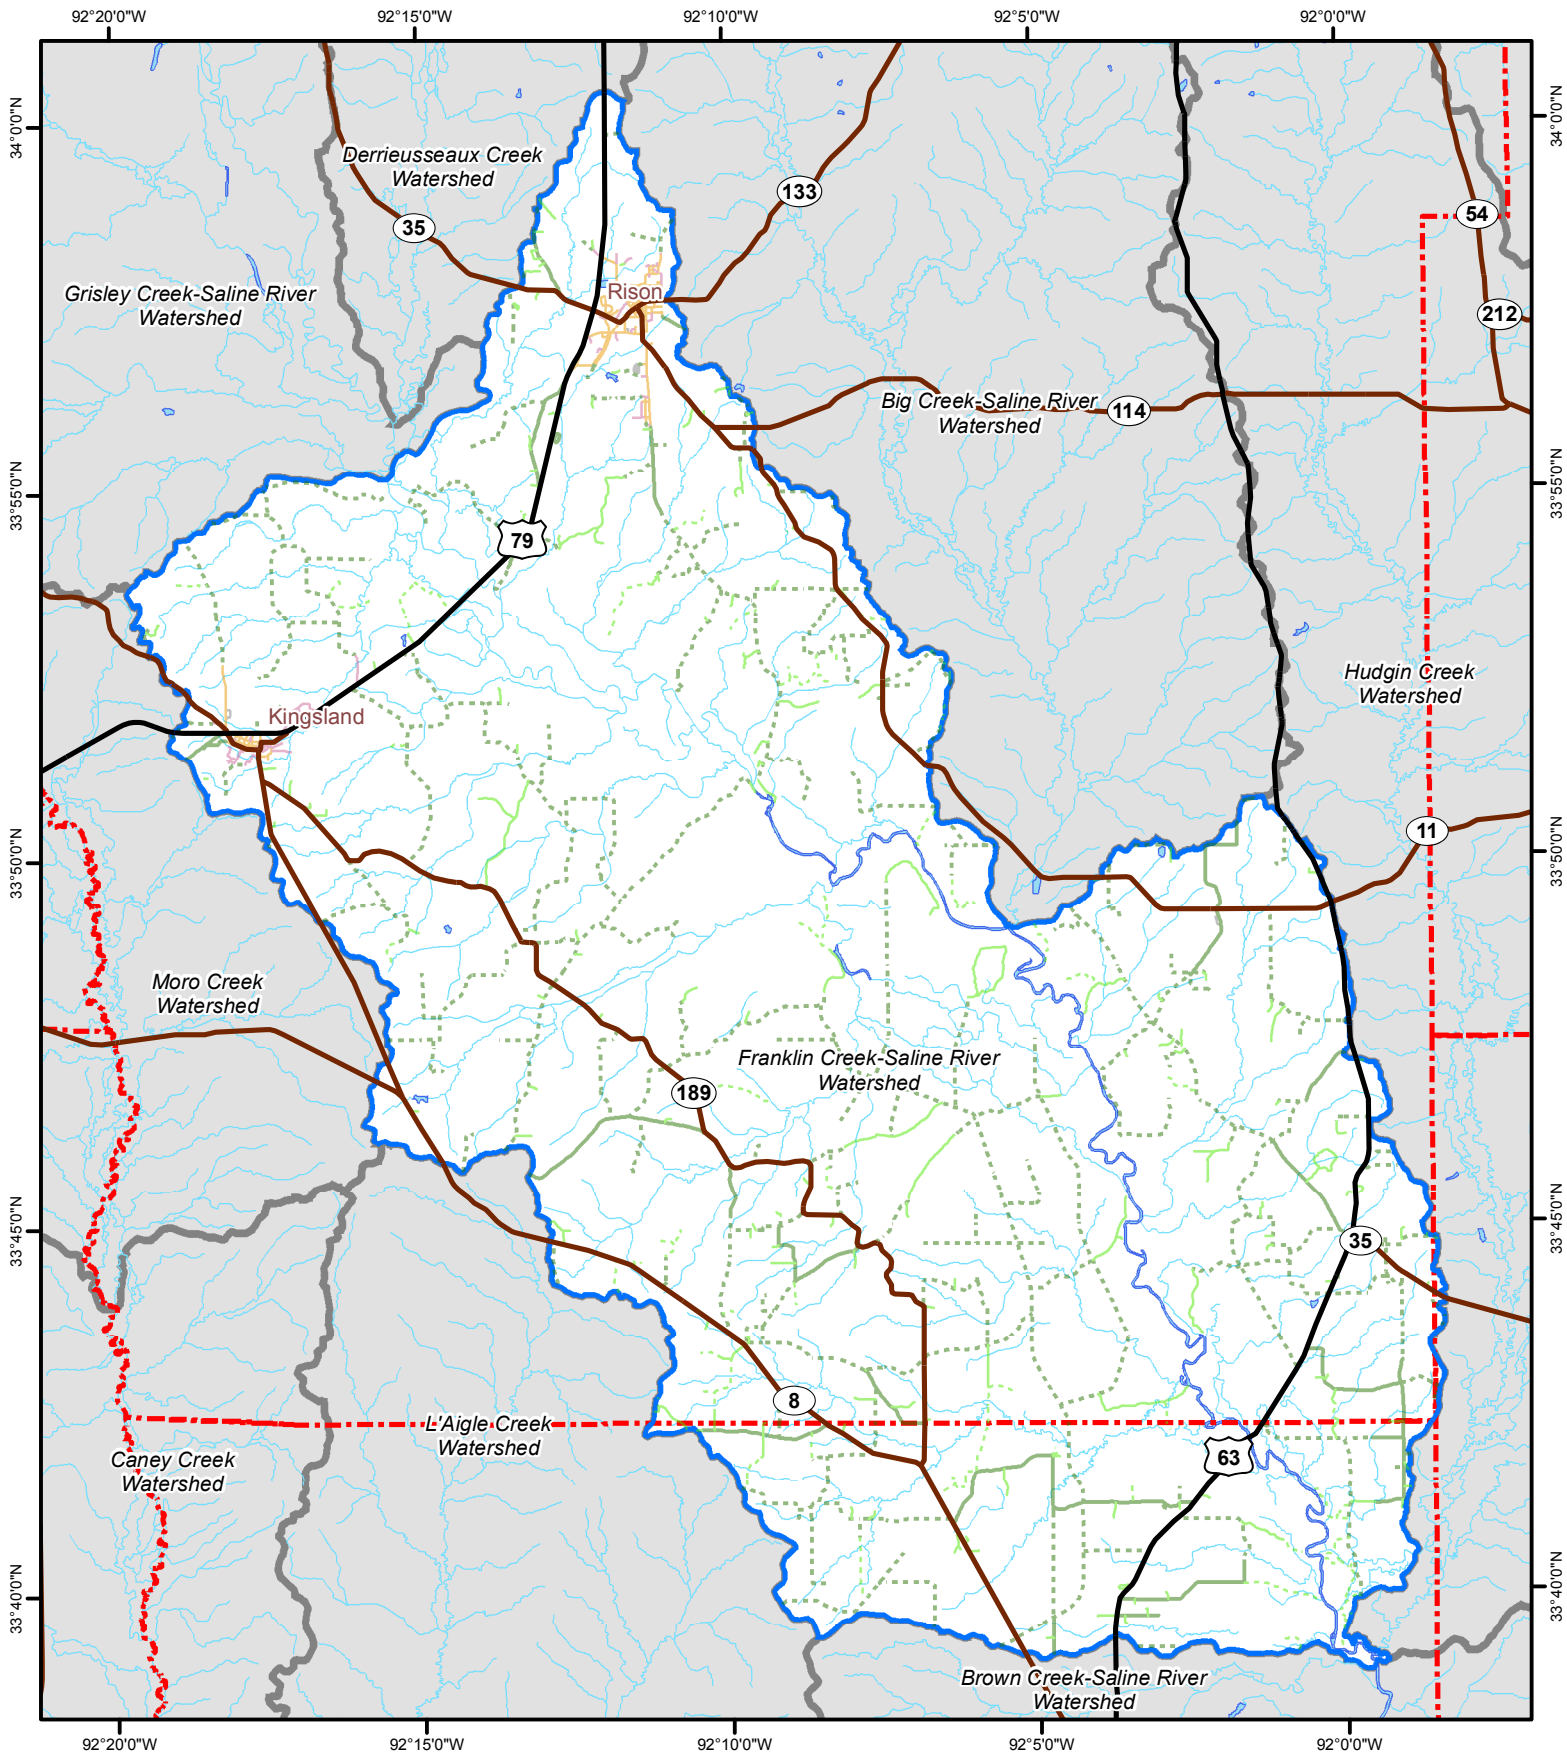 92°20'0"W
92°15'0"W
92°10'0"W
92°5'0"W
92°0'0"W
34°0'0"N
34°0'0"N
Derrieusseaux Creek
Watershed
133
35
54
Grisley Creek-Saline River
Watershed
Rison
212
Big Creek-Saline River
Watershed
114
33°55'0"N
33°55'0"N
79
Hudgin Creek
Watershed
Kingsland
11
33°50'0"N
33°50'0"N
Moro Creek
Watershed
Franklin Creek-Saline River
Watershed
189
33°45'0"N
33°45'0"N
35
8
L'Aigle Creek
Watershed
Caney Creek
Watershed
63
33°40'0"N
33°40'0"N
Brown Creek-Saline River
Watershed
92°20'0"W
92°15'0"W
92°10'0"W
92°5'0"W
92°0'0"W